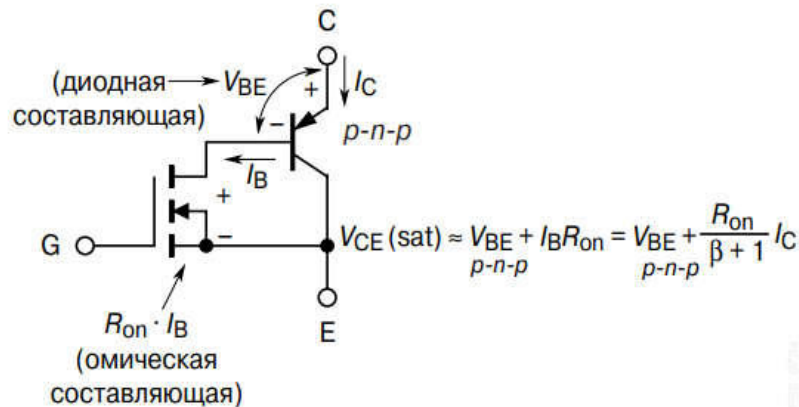 C
(диодная V_BE + I_C
составляющая) –
p-n-p
I_B
+
G – V_CE (sat) ≈ V_BE + I_B R_on = V_BE + R_on / (β + 1) I_C
p-n-p p-n-p
E
R_on · I_B
(омическая
составляющая)